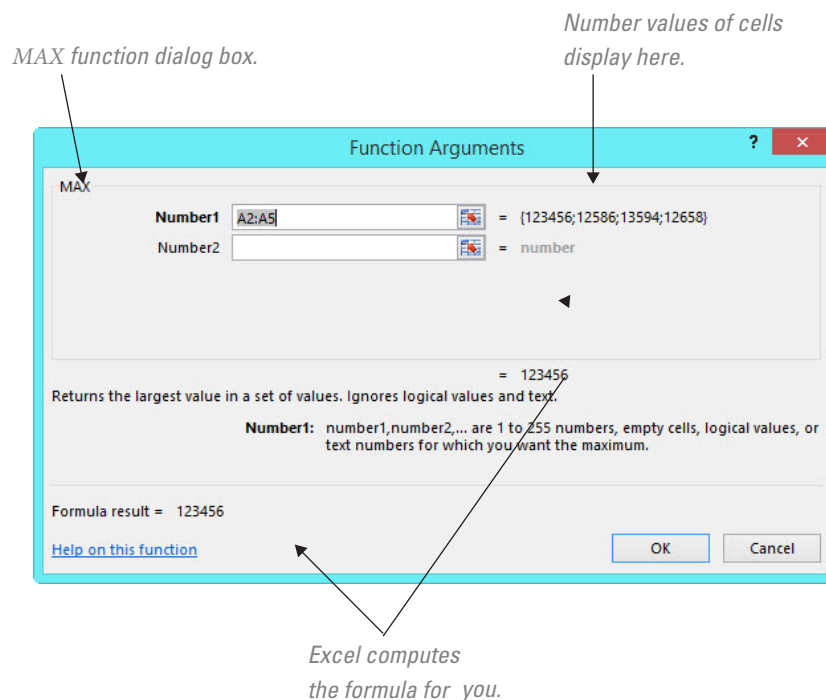 Number values of cells
display here.
MAX function dialog box.
Function Arguments
?
×
MAX
Number1 A2:A5 = {123456;12586;13594;12658}
Number2 = number
= 123456
Returns the largest value in a set of values. Ignores logical values and text.
Number1: number1,number2,... are 1 to 255 numbers, empty cells, logical values, or
text numbers for which you want the maximum.
Formula result = 123456
Help on this function
OK Cancel
Excel computes
the formula for you.